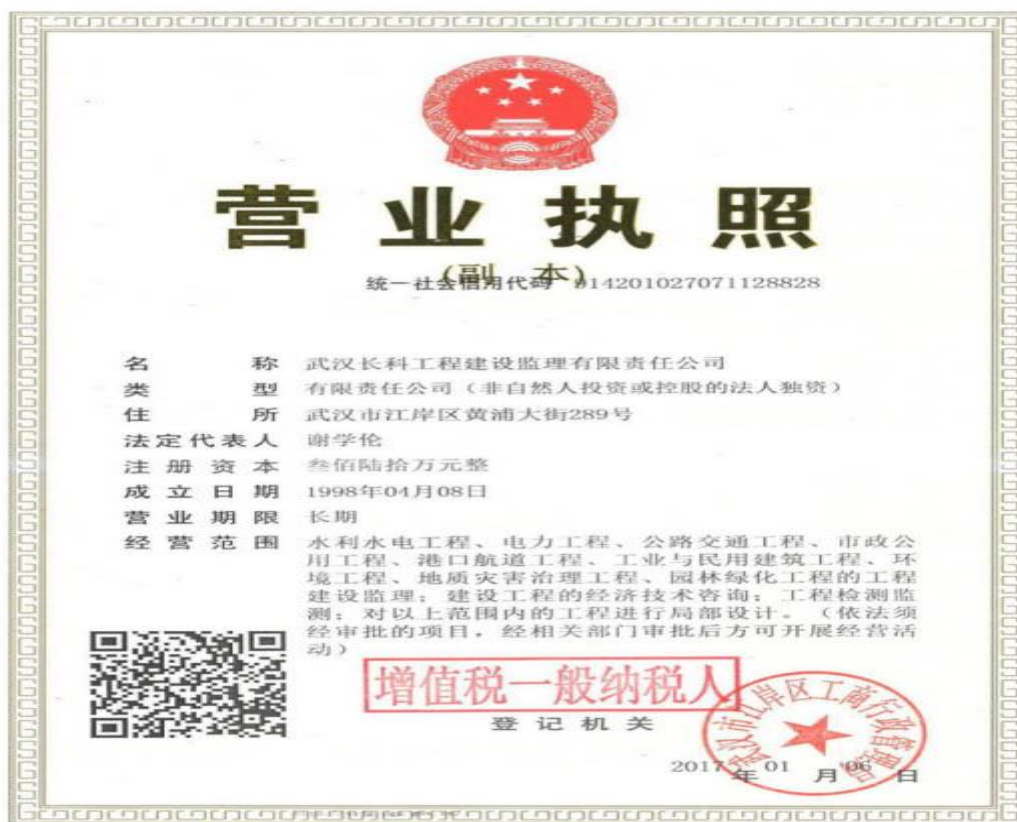 营业执照
(副 本)
统一社会信用代码 914201027071128828
名称 武汉长科工程建设监理有限责任公司
类型 有限责任公司（非自然人投资或控股的法人独资）
住所 武汉市江岸区黄浦大街289号
法定代表人 谢学伦
注册资本 叁佰陆拾万元整
成立日期 1998年04月08日
营业期限 长期
经营范围 水利水电工程、电力工程、公路交通工程、市政公
用工程、港口航道工程、工业与民用建筑工程、环
境工程、地质灾害治理工程、园林绿化工程的工程
建设监理；建设工程的经济技术咨询；工程检测监
测；对以上范围内的工程进行局部设计。（依法须
经审批的项目，经相关部门审批后方可开展经营活
动）
增值税一般纳税人
登记机关
武汉市江岸区工商行政管理局
2017年01月06日